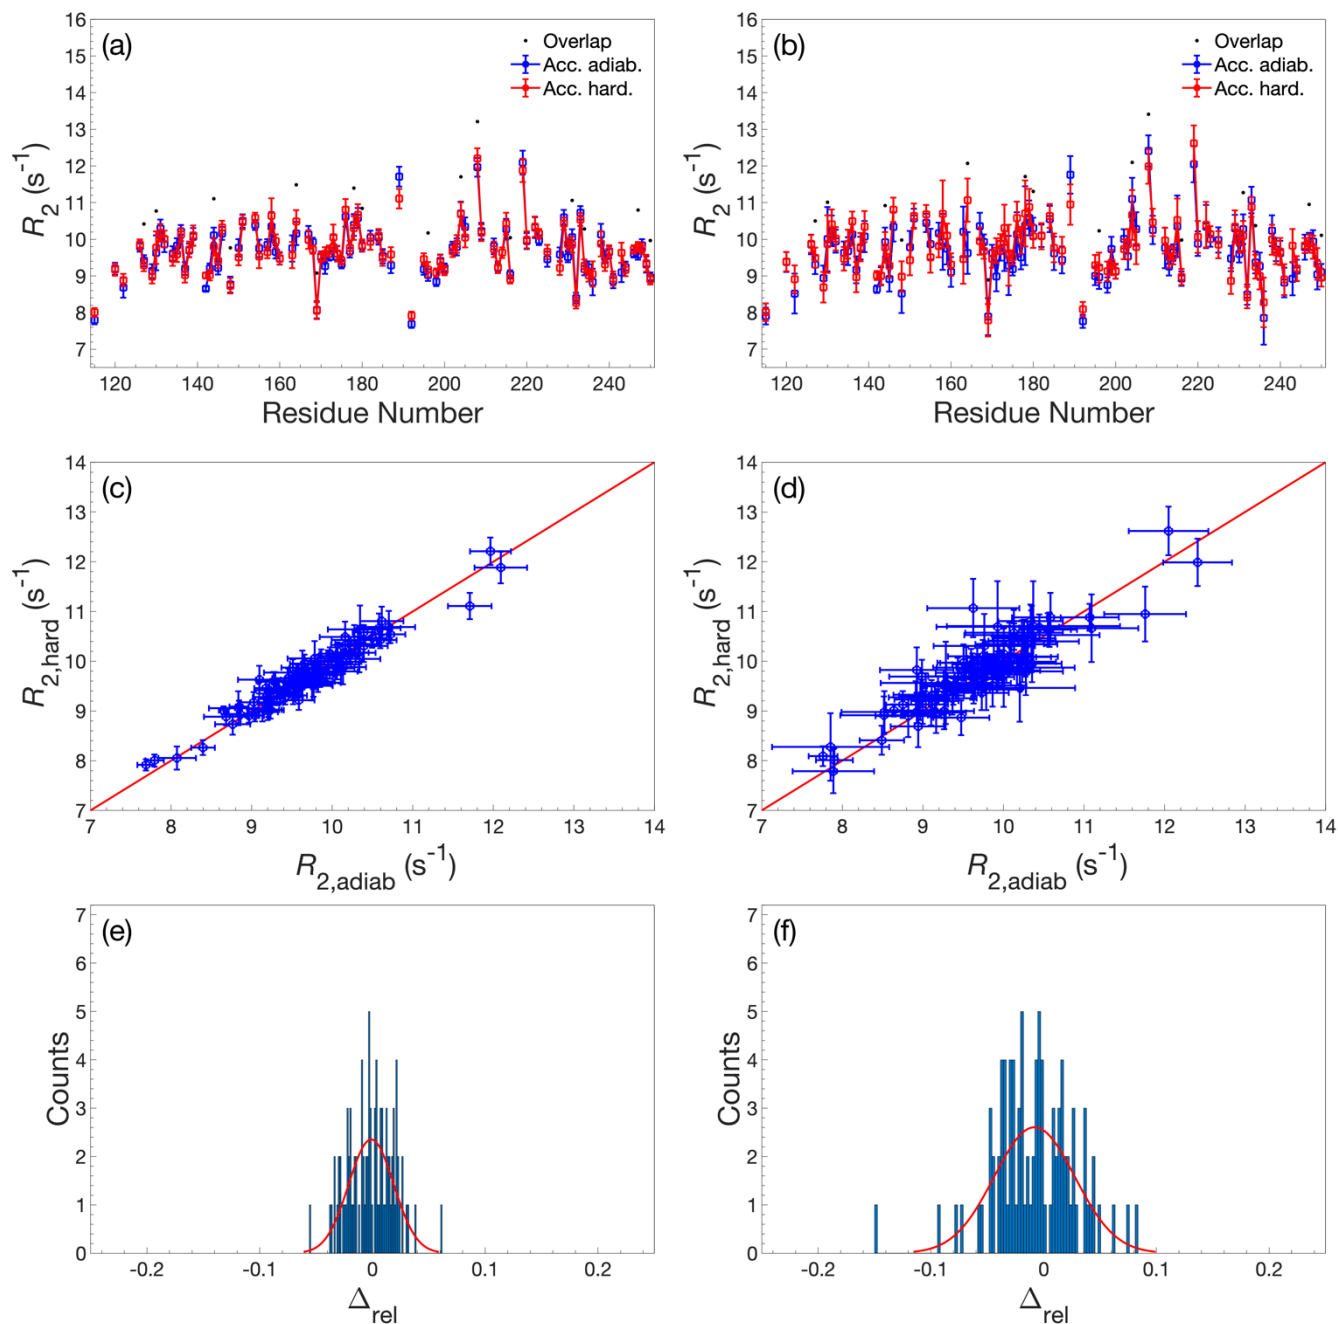 (a)
Overlap
Acc. adiab.
Acc. hard.
16
15
14
13
12
11
10
9
8
7
R2 (s−1)
120 140 160 180 200 220 240
Residue Number
(b)
Overlap
Acc. adiab.
Acc. hard.
16
15
14
13
12
11
10
9
8
7
R2 (s−1)
120 140 160 180 200 220 240
Residue Number
(c)
14
13
12
11
10
9
8
7
R2,hard (s−1)
7 8 9 10 11 12 13 14
R2,adiab (s−1)
(d)
14
13
12
11
10
9
8
7
R2,hard (s−1)
7 8 9 10 11 12 13 14
R2,adiab (s−1)
(e)
7
6
5
4
3
2
1
0
Counts
-0.2 -0.1 0 0.1 0.2
Δrel
(f)
7
6
5
4
3
2
1
0
Counts
-0.2 -0.1 0 0.1 0.2
Δrel